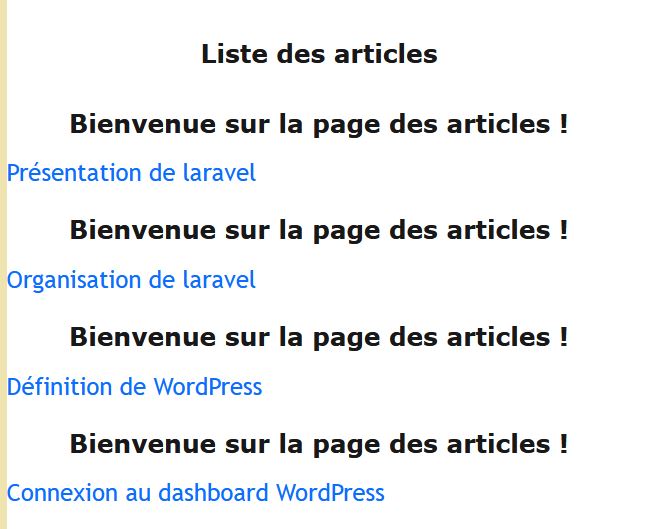 Liste des articles
Bienvenue sur la page des articles !
Présentation de laravel
Bienvenue sur la page des articles !
Organisation de laravel
Bienvenue sur la page des articles !
Définition de WordPress
Bienvenue sur la page des articles !
Connexion au dashboard WordPress